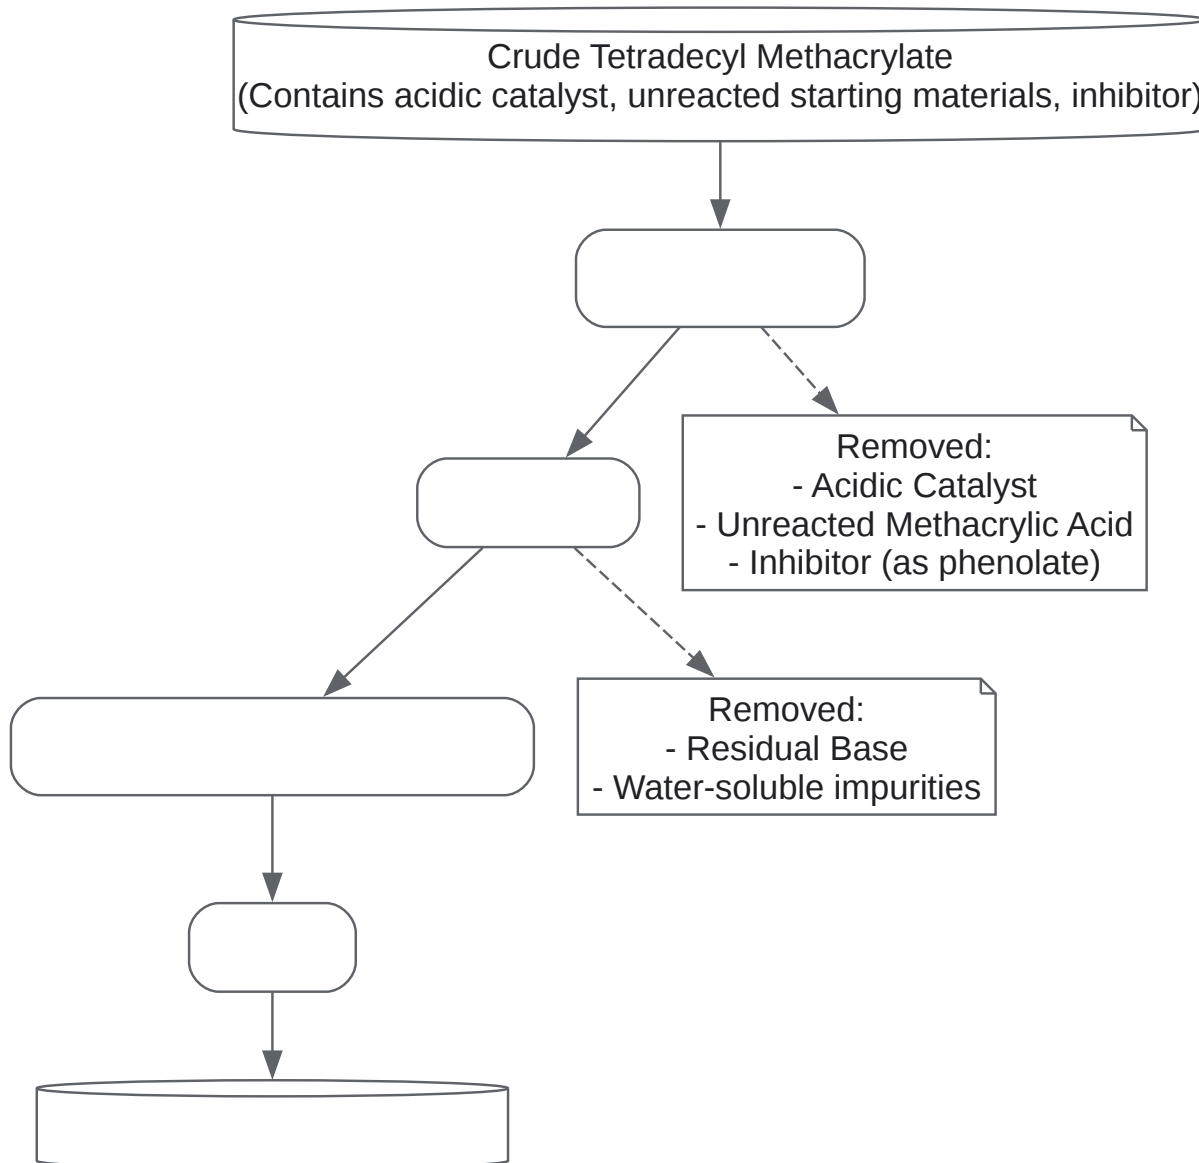 Crude Tetradecyl Methacrylate
(Contains acidic catalyst, unreacted starting materials, inhibitor)
Removed:
- Acidic Catalyst
- Unreacted Methacrylic Acid
- Inhibitor (as phenolate)
Removed:
- Residual Base
- Water-soluble impurities